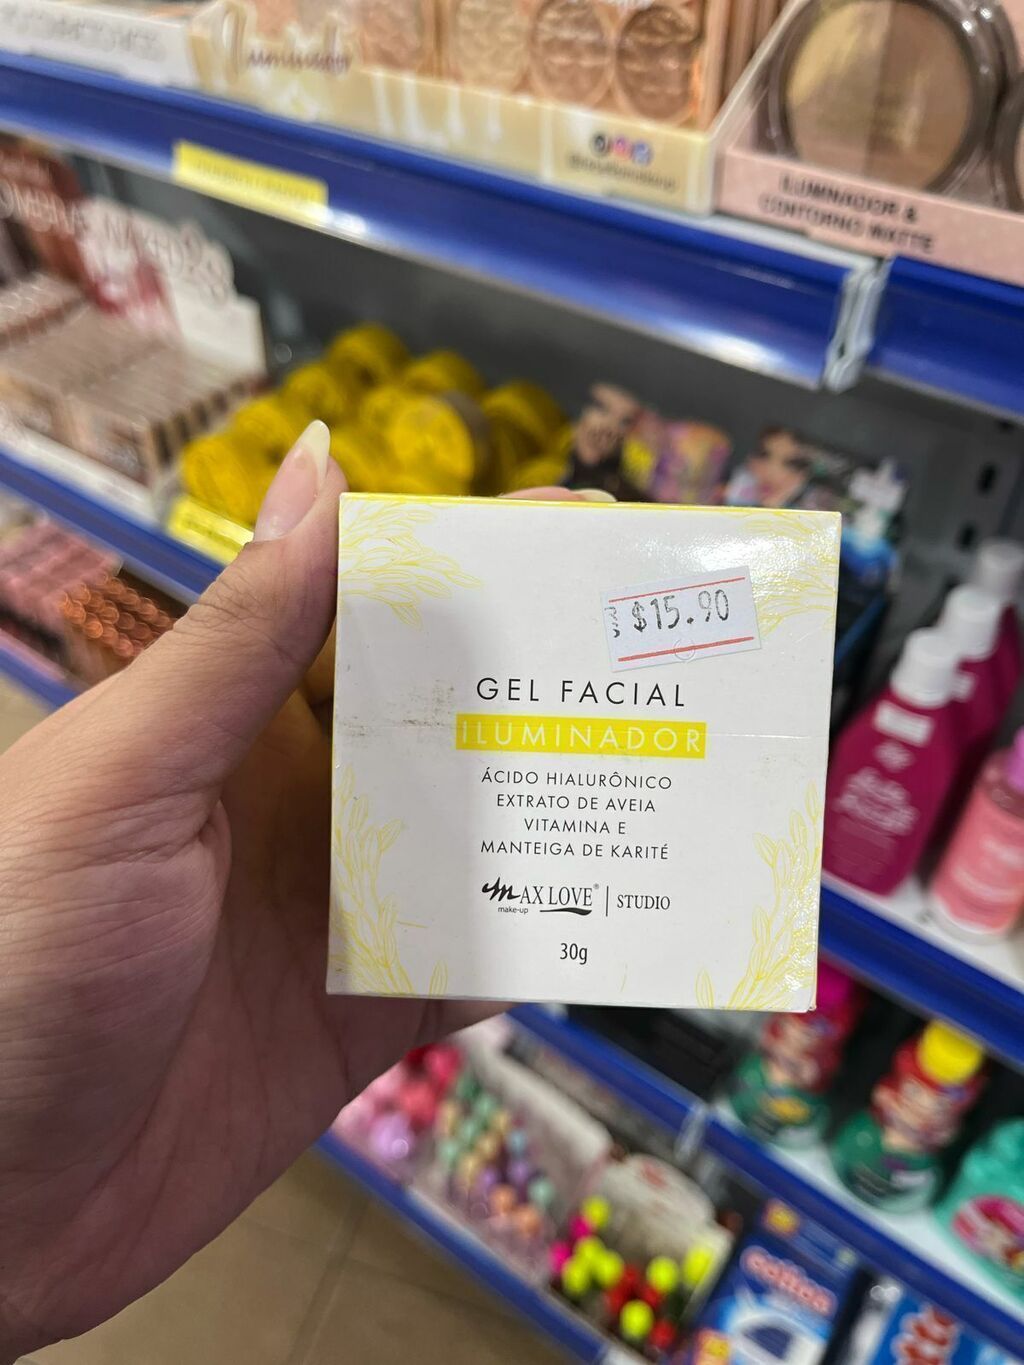 Iluminador
ILUMINADOR &
CONTORNO MATTE
$15.90
GEL FACIAL
ILUMINADOR
ÁCIDO HIALURÔNICO
EXTRATO DE AVEIA
VITAMINA E
MANTEIGA DE KARITÉ
MAX LOVE® | STUDIO
make-up
30g